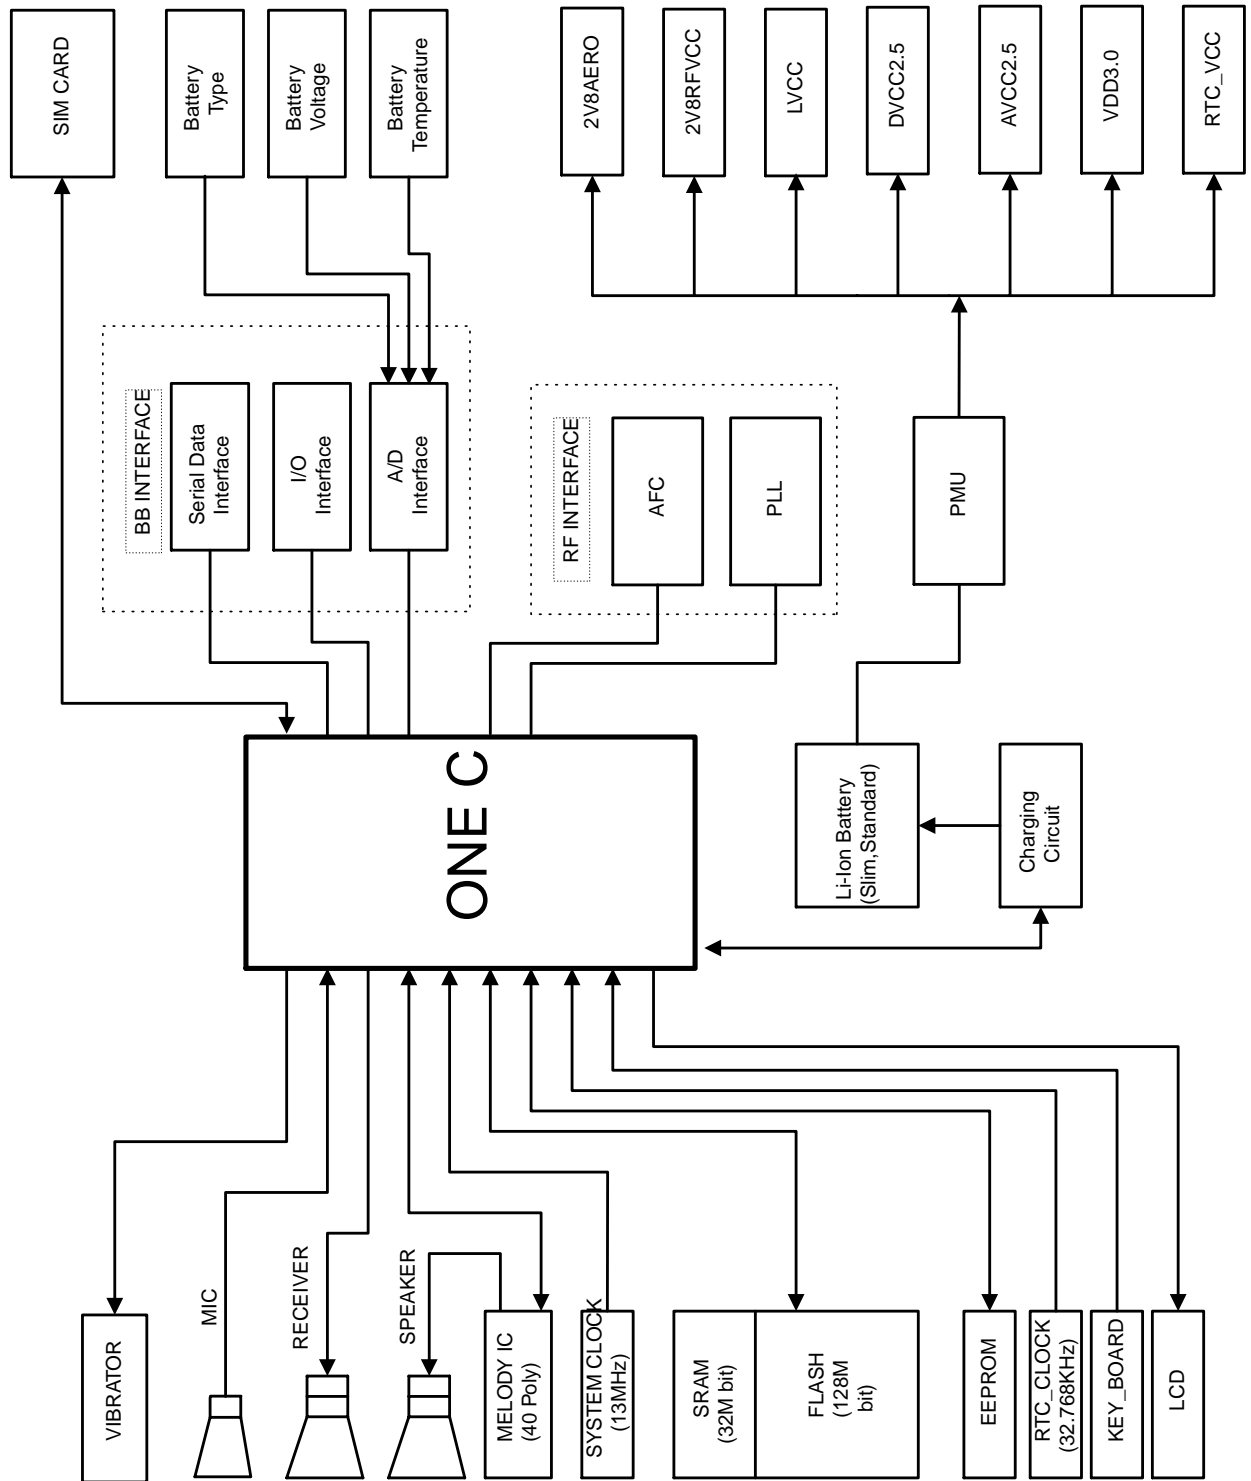 SIM CARD
Battery
Type
Battery
Voltage
Battery
Temperature
2V8AERO
2V8RFVCC
LVCC
DVCC2.5
AVCC2.5
VDD3.0
RTC_VCC
BB INTERFACE
Serial Data
Interface
I/O
Interface
A/D
Interface
RF INTERFACE
AFC
PLL
PMU
ONE C
Li-Ion Battery
(Slim,Standard)
Charging
Circuit
VIBRATOR
MIC
RECEIVER
SPEAKER
MELODY IC
(40 Poly)
SYSTEM CLOCK
(13MHz)
SRAM
(32M bit)
FLASH
(128M
bit)
EEPROM
RTC_CLOCK
(32.768KHz)
KEY_BOARD
LCD